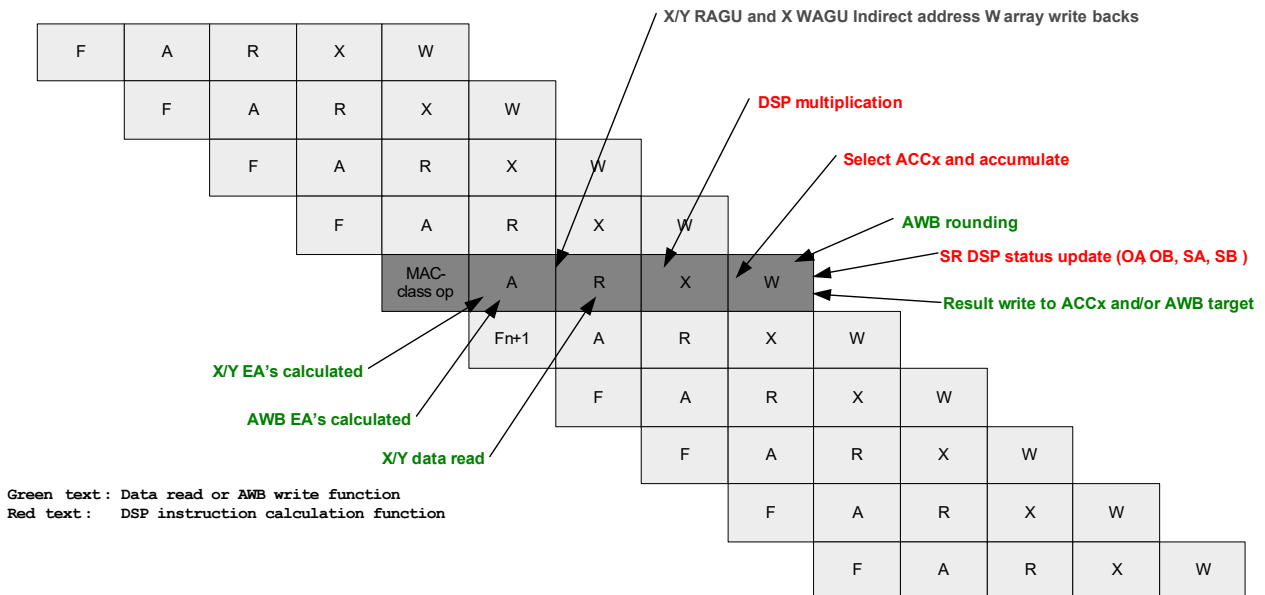 X/Y RAGU and X WAGU Indirect address W array write backs
F A R X W
F A R X W
DSP multiplication
F A R X W
Select ACCx and accumulate
F A R X W
AWB rounding
SR DSP status update (OA, OB, SA, SB )
MAC-
class op A R X W
Result write to ACCx and/or AWB target
Fn+1 A R X W
X/Y EA's calculated
F A R X W
AWB EA's calculated
X/Y data read
F A R X W
Green text: Data read or AWB write function
Red text: DSP instruction calculation function
F A R X W
F A R X W